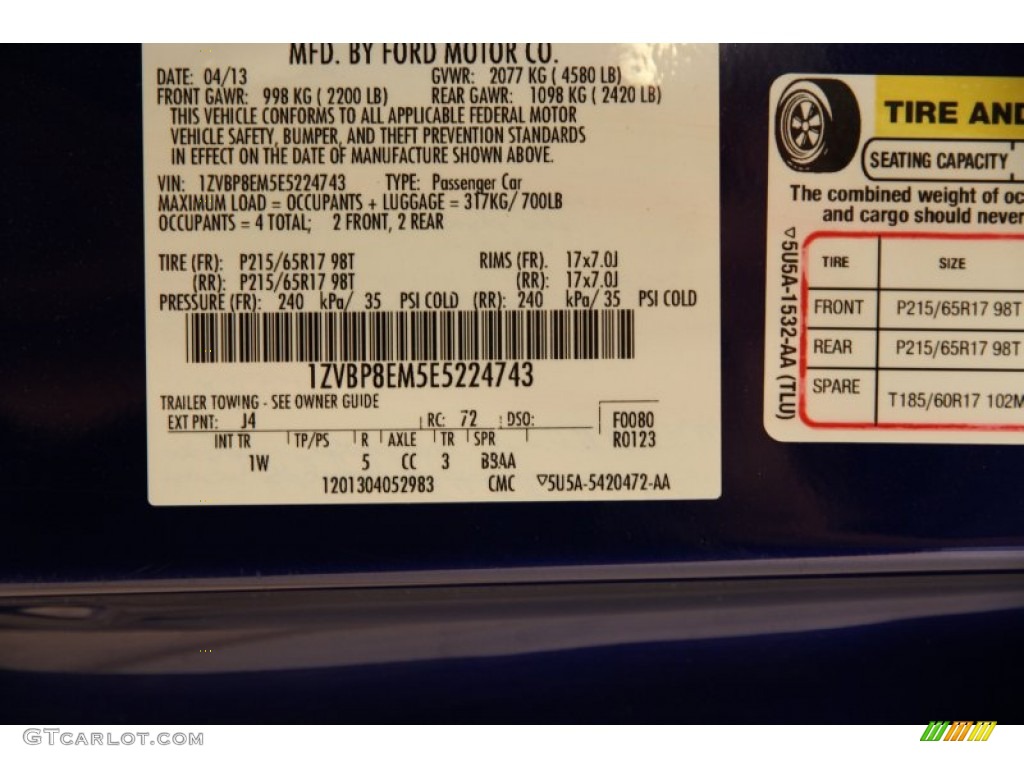 MFD. BY FORD MOTOR CO.
DATE: 04/13 GVWR: 2077 KG ( 4580 LB)
FRONT GAWR: 998 KG ( 2200 LB) REAR GAWR: 1098 KG ( 2420 LB)
THIS VEHICLE CONFORMS TO ALL APPLICABLE FEDERAL MOTOR
VEHICLE SAFETY, BUMPER, AND THEFT PREVENTION STANDARDS
IN EFFECT ON THE DATE OF MANUFACTURE SHOWN ABOVE.
VIN: 1ZVBP8EM5E5224743 TYPE: Passenger Car
MAXIMUM LOAD = OCCUPANTS + LUGGAGE = 317KG/ 700LB
OCCUPANTS = 4 TOTAL; 2 FRONT, 2 REAR
TIRE (FR): P215/65R17 98T RIMS (FR). 17x7.0J
(RR): P215/65R17 98T (RR): 17x7.0J
PRESSURE (FR): 240 kPa/ 35 PSI COLD (RR): 240 kPa/ 35 PSI COLD
1ZVBP8EM5E5224743
TRAILER TOWING - SEE OWNER GUIDE
EXT PNT: J4 RC: 72 DSO: F0080
R0123
INT TR TP/PS R AXLE TR SPR
1W 5 CC 3 BBAA
1201304052983 CMC ▽5U5A-5420472-AA
TIRE AND
SEATING CAPACITY
The combined weight of oc
and cargo should never
▽5U5A-1532-AA (TLU)
TIRE SIZE
FRONT P215/65R17 98T
REAR P215/65R17 98T
SPARE T185/60R17 102M
GTCARLOT.COM